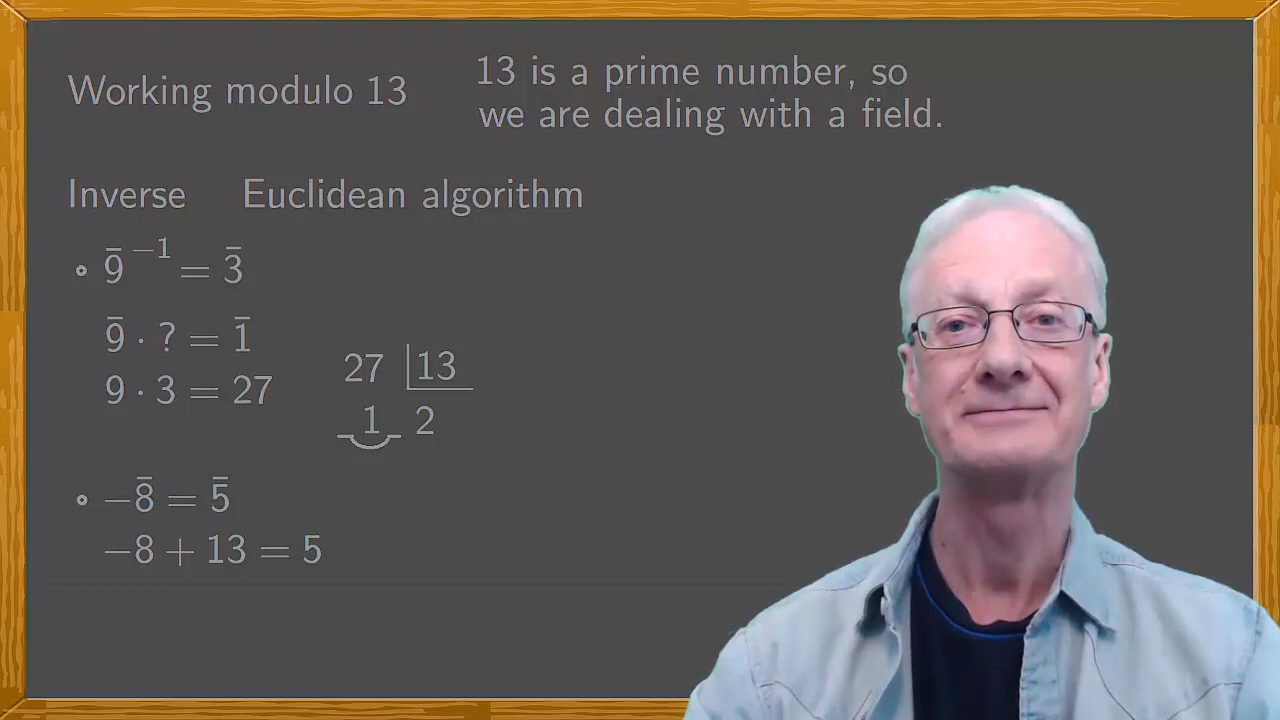 Working modulo 13
13 is a prime number, so
we are dealing with a field.
Inverse Euclidean algorithm
∘ 9̄⁻¹ = 3̄
9̄ · ? = 1̄
9 · 3 = 27
27 |13
1 2
∘ −8̄ = 5̄
−8 + 13 = 5